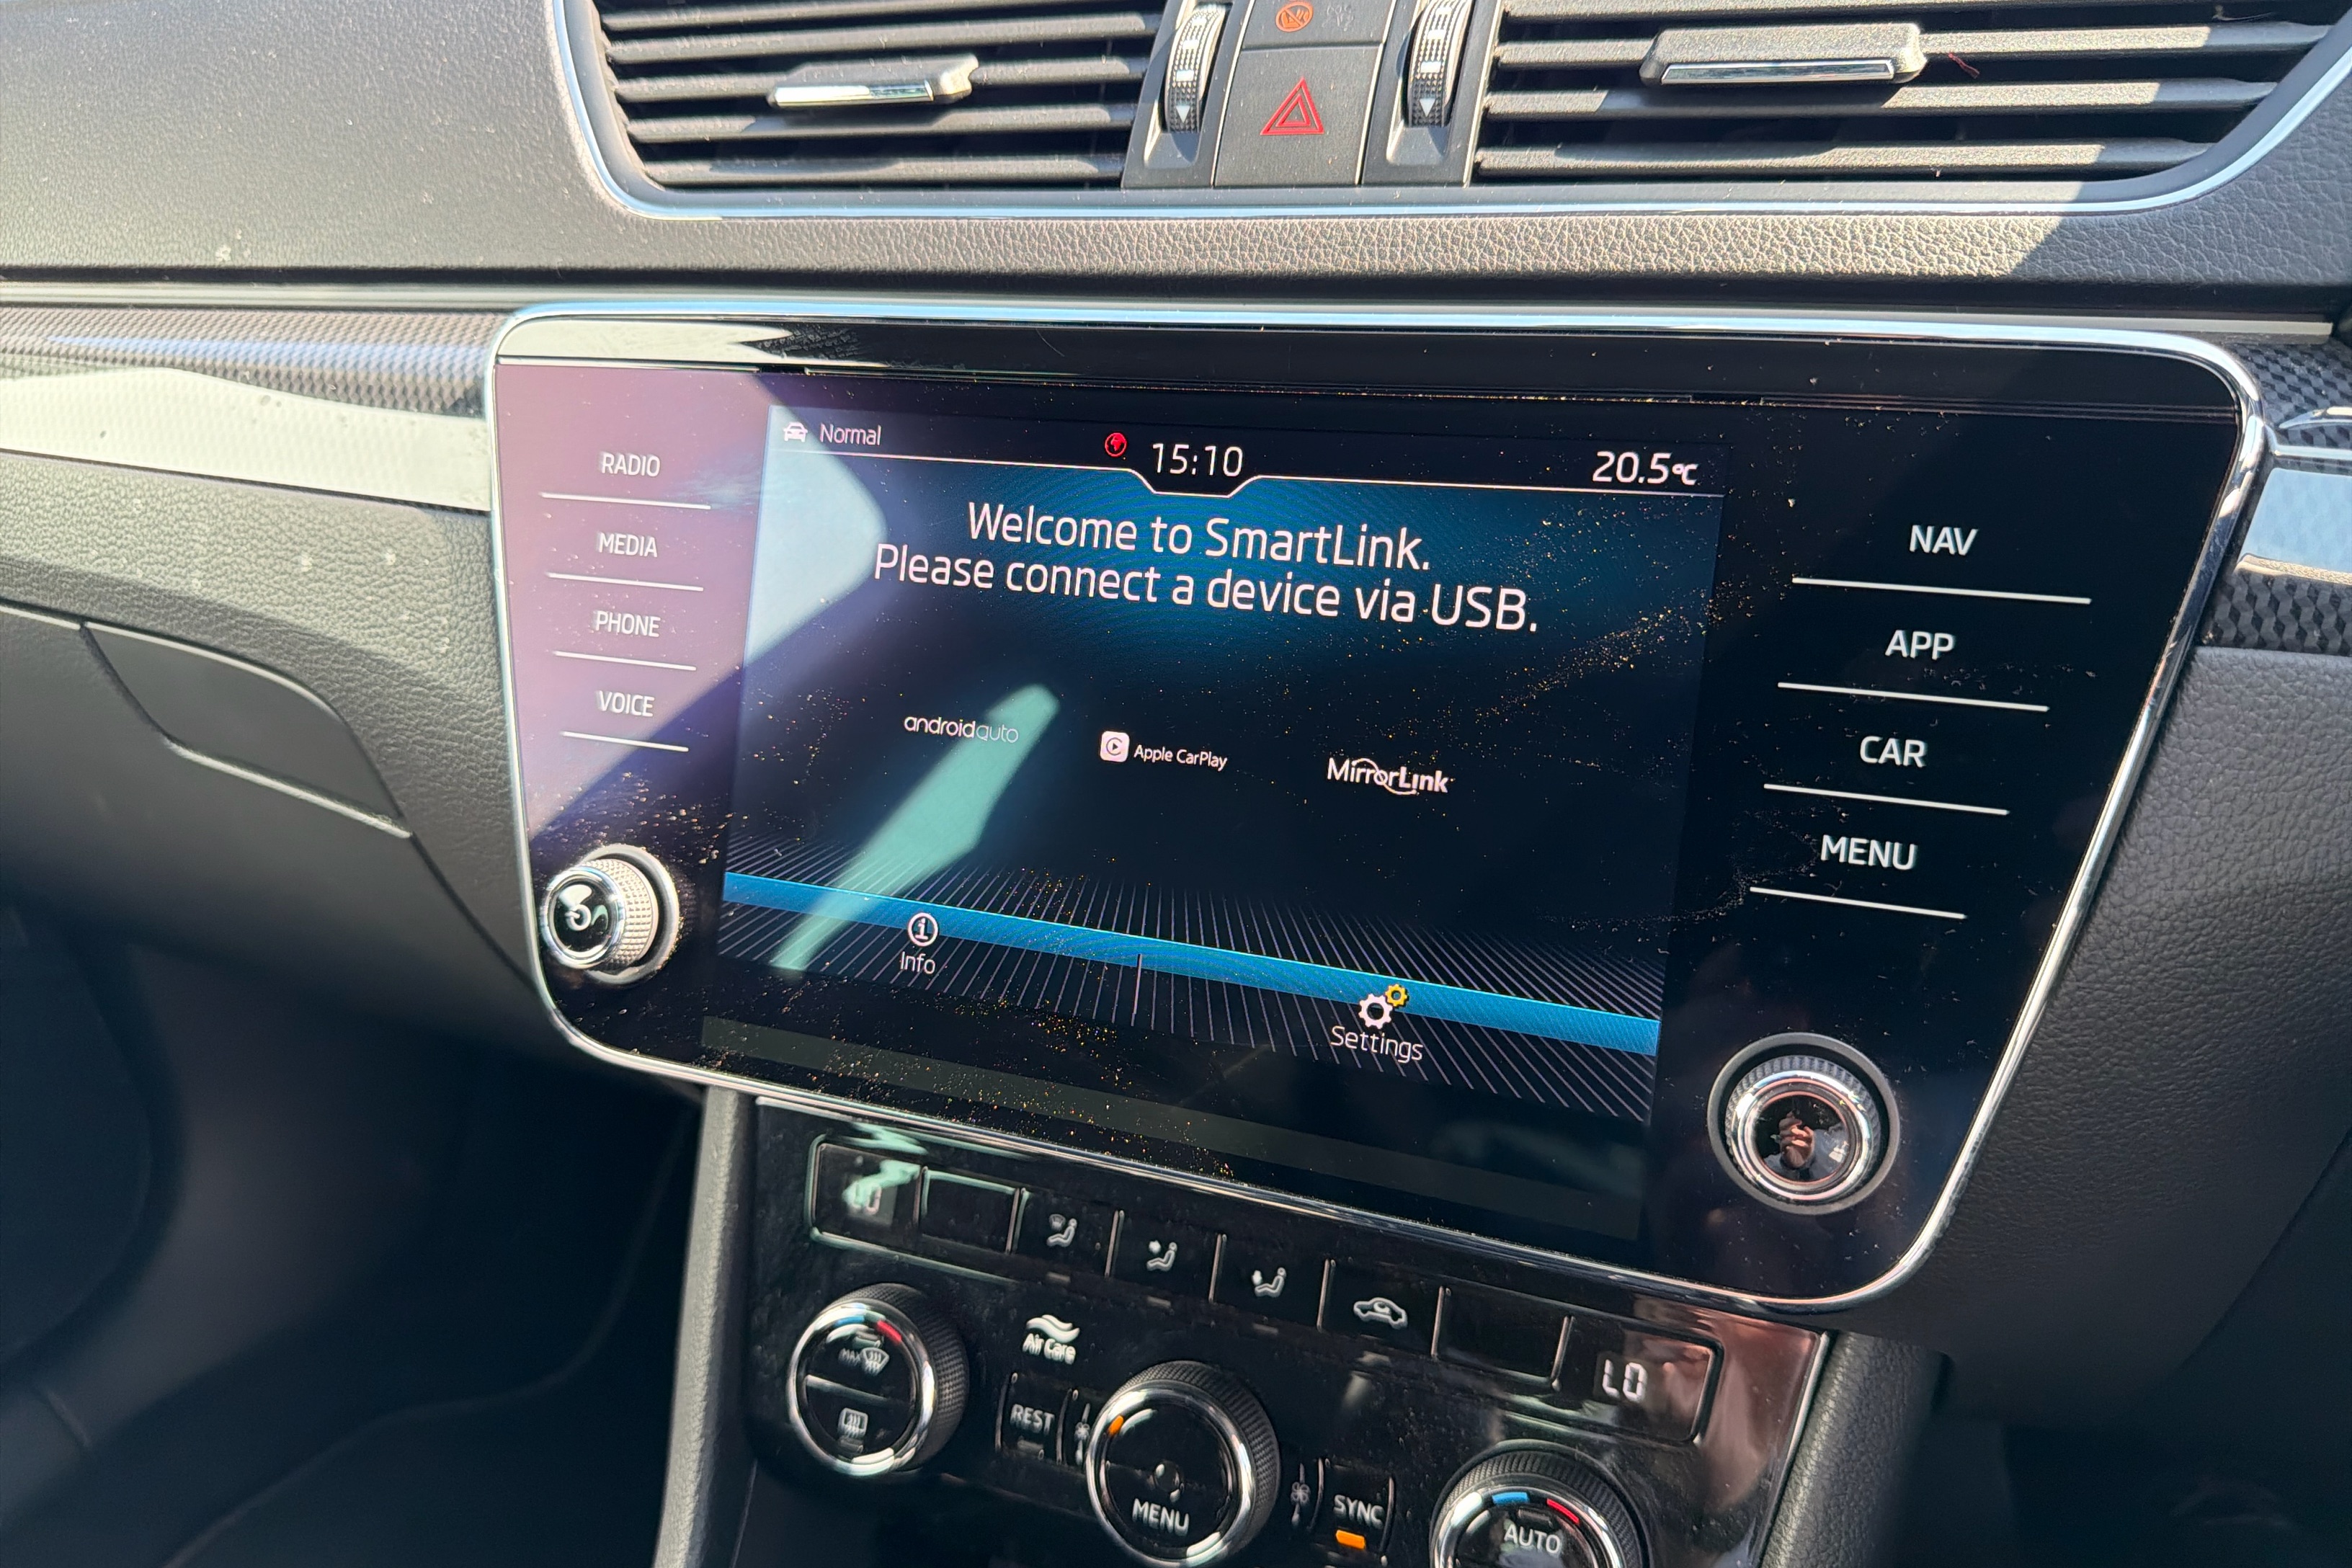 Normal
15:10
20.5°C
RADIO
MEDIA
PHONE
VOICE
Welcome to SmartLink.
Please connect a device via USB.
androidauto
Apple CarPlay
MirrorLink
Info
Settings
NAV
APP
CAR
MENU
LO
MAX
Air Care
REST
MENU
SYNC
AUTO